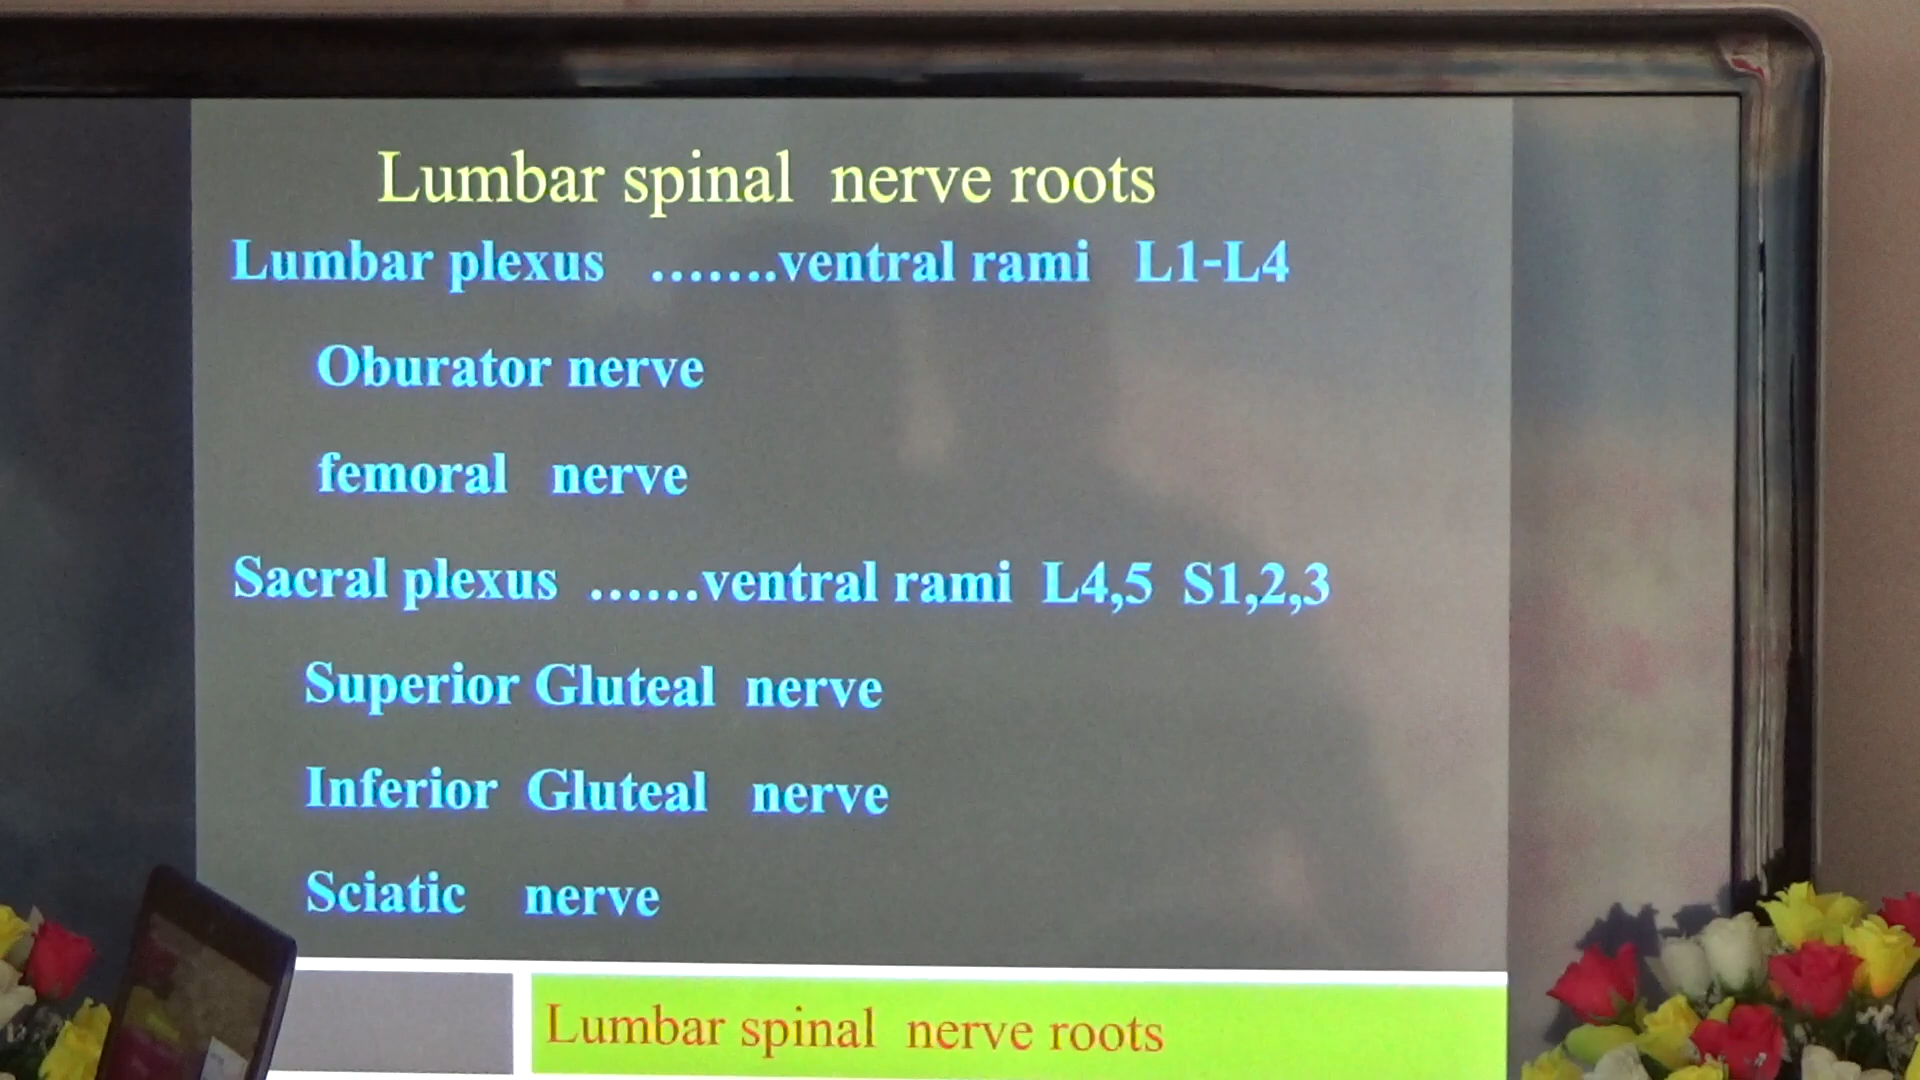 Lumbar spinal nerve roots
Lumbar plexus .......ventral rami L1-L4
Oburator nerve
femoral nerve
Sacral plexus ......ventral rami L4,5 S1,2,3
Superior Gluteal nerve
Inferior Gluteal nerve
Sciatic nerve
Lumbar spinal nerve roots